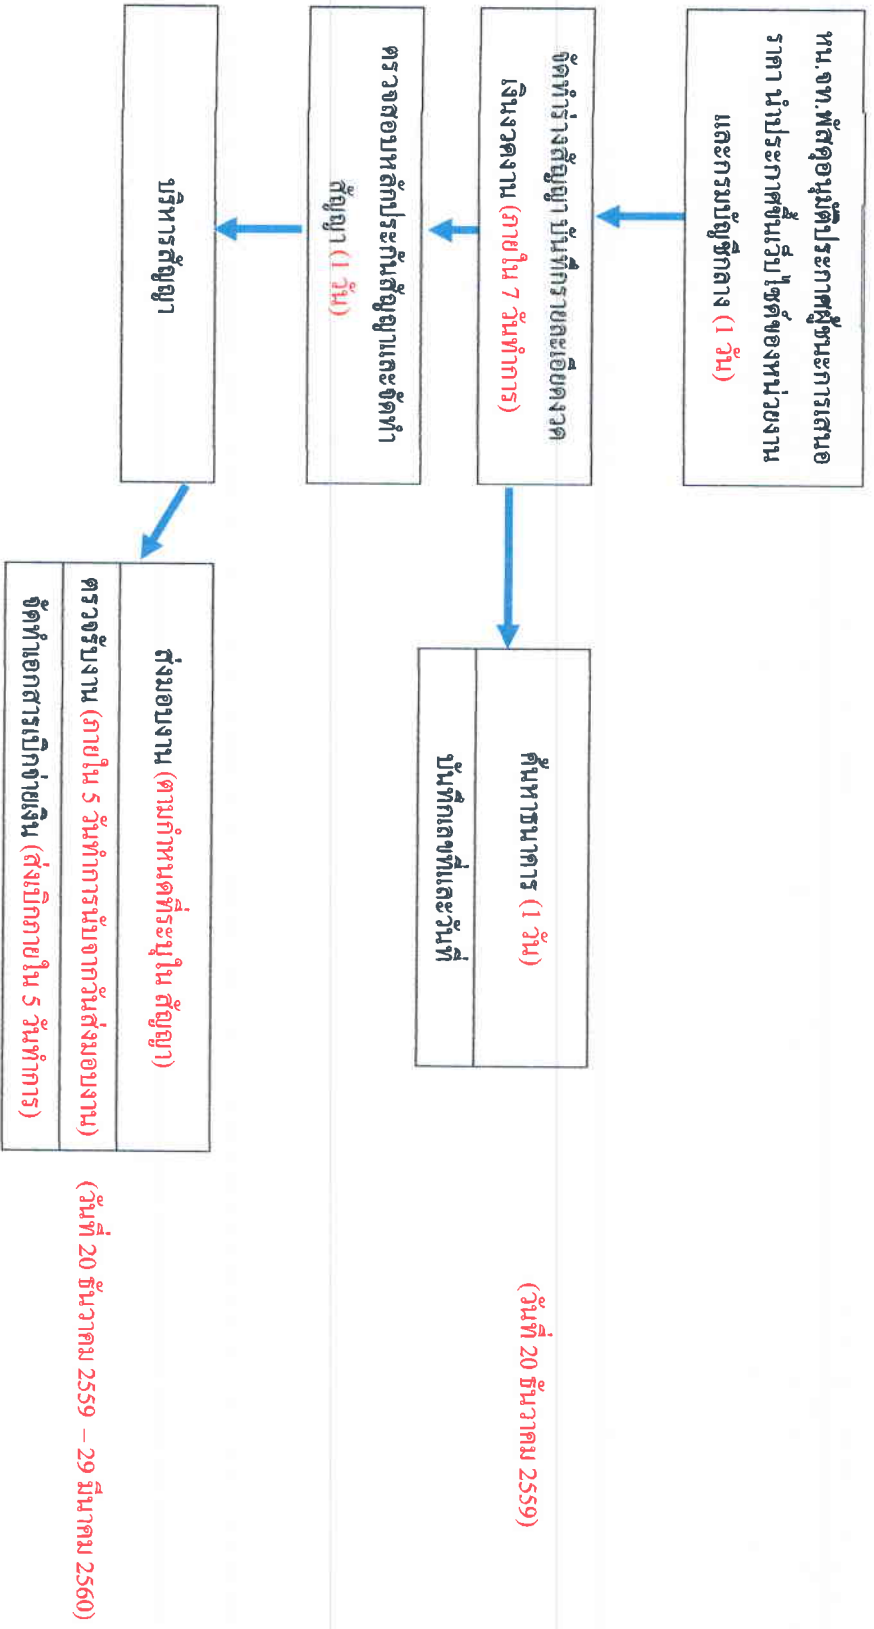 หน.จท.พัสดุอนุมัติประกาศผู้ชนะการเสนอ
ราคา นำประกาศขึ้นเว็บไซต์ของหน่วยงาน
และกรมบัญชีกลาง (1 วัน)
จัดทำร่างสัญญา บันทึกรายละเอียดงวด
เงินงวดงาน (ภายใน 7 วันทำการ)
ค้นหาธนาคาร (1 วัน)
บันทึกเลขที่และวันที่
(วันที่ 20 ธันวาคม 2559)
ตรวจสอบหลักประกันสัญญาและจัดทำ
สัญญา (1 วัน)
บริหารสัญญา
ส่งมอบงาน (ตามกำหนดที่ระบุใน สัญญา)
ตรวจรับงาน (ภายใน 5 วันทำการนับจากวันส่งมอบงาน)
จัดทำเอกสารเบิกจ่ายเงิน (ส่งเบิกภายใน 5 วันทำการ)
(วันที่ 20 ธันวาคม 2559 – 29 มีนาคม 2560)